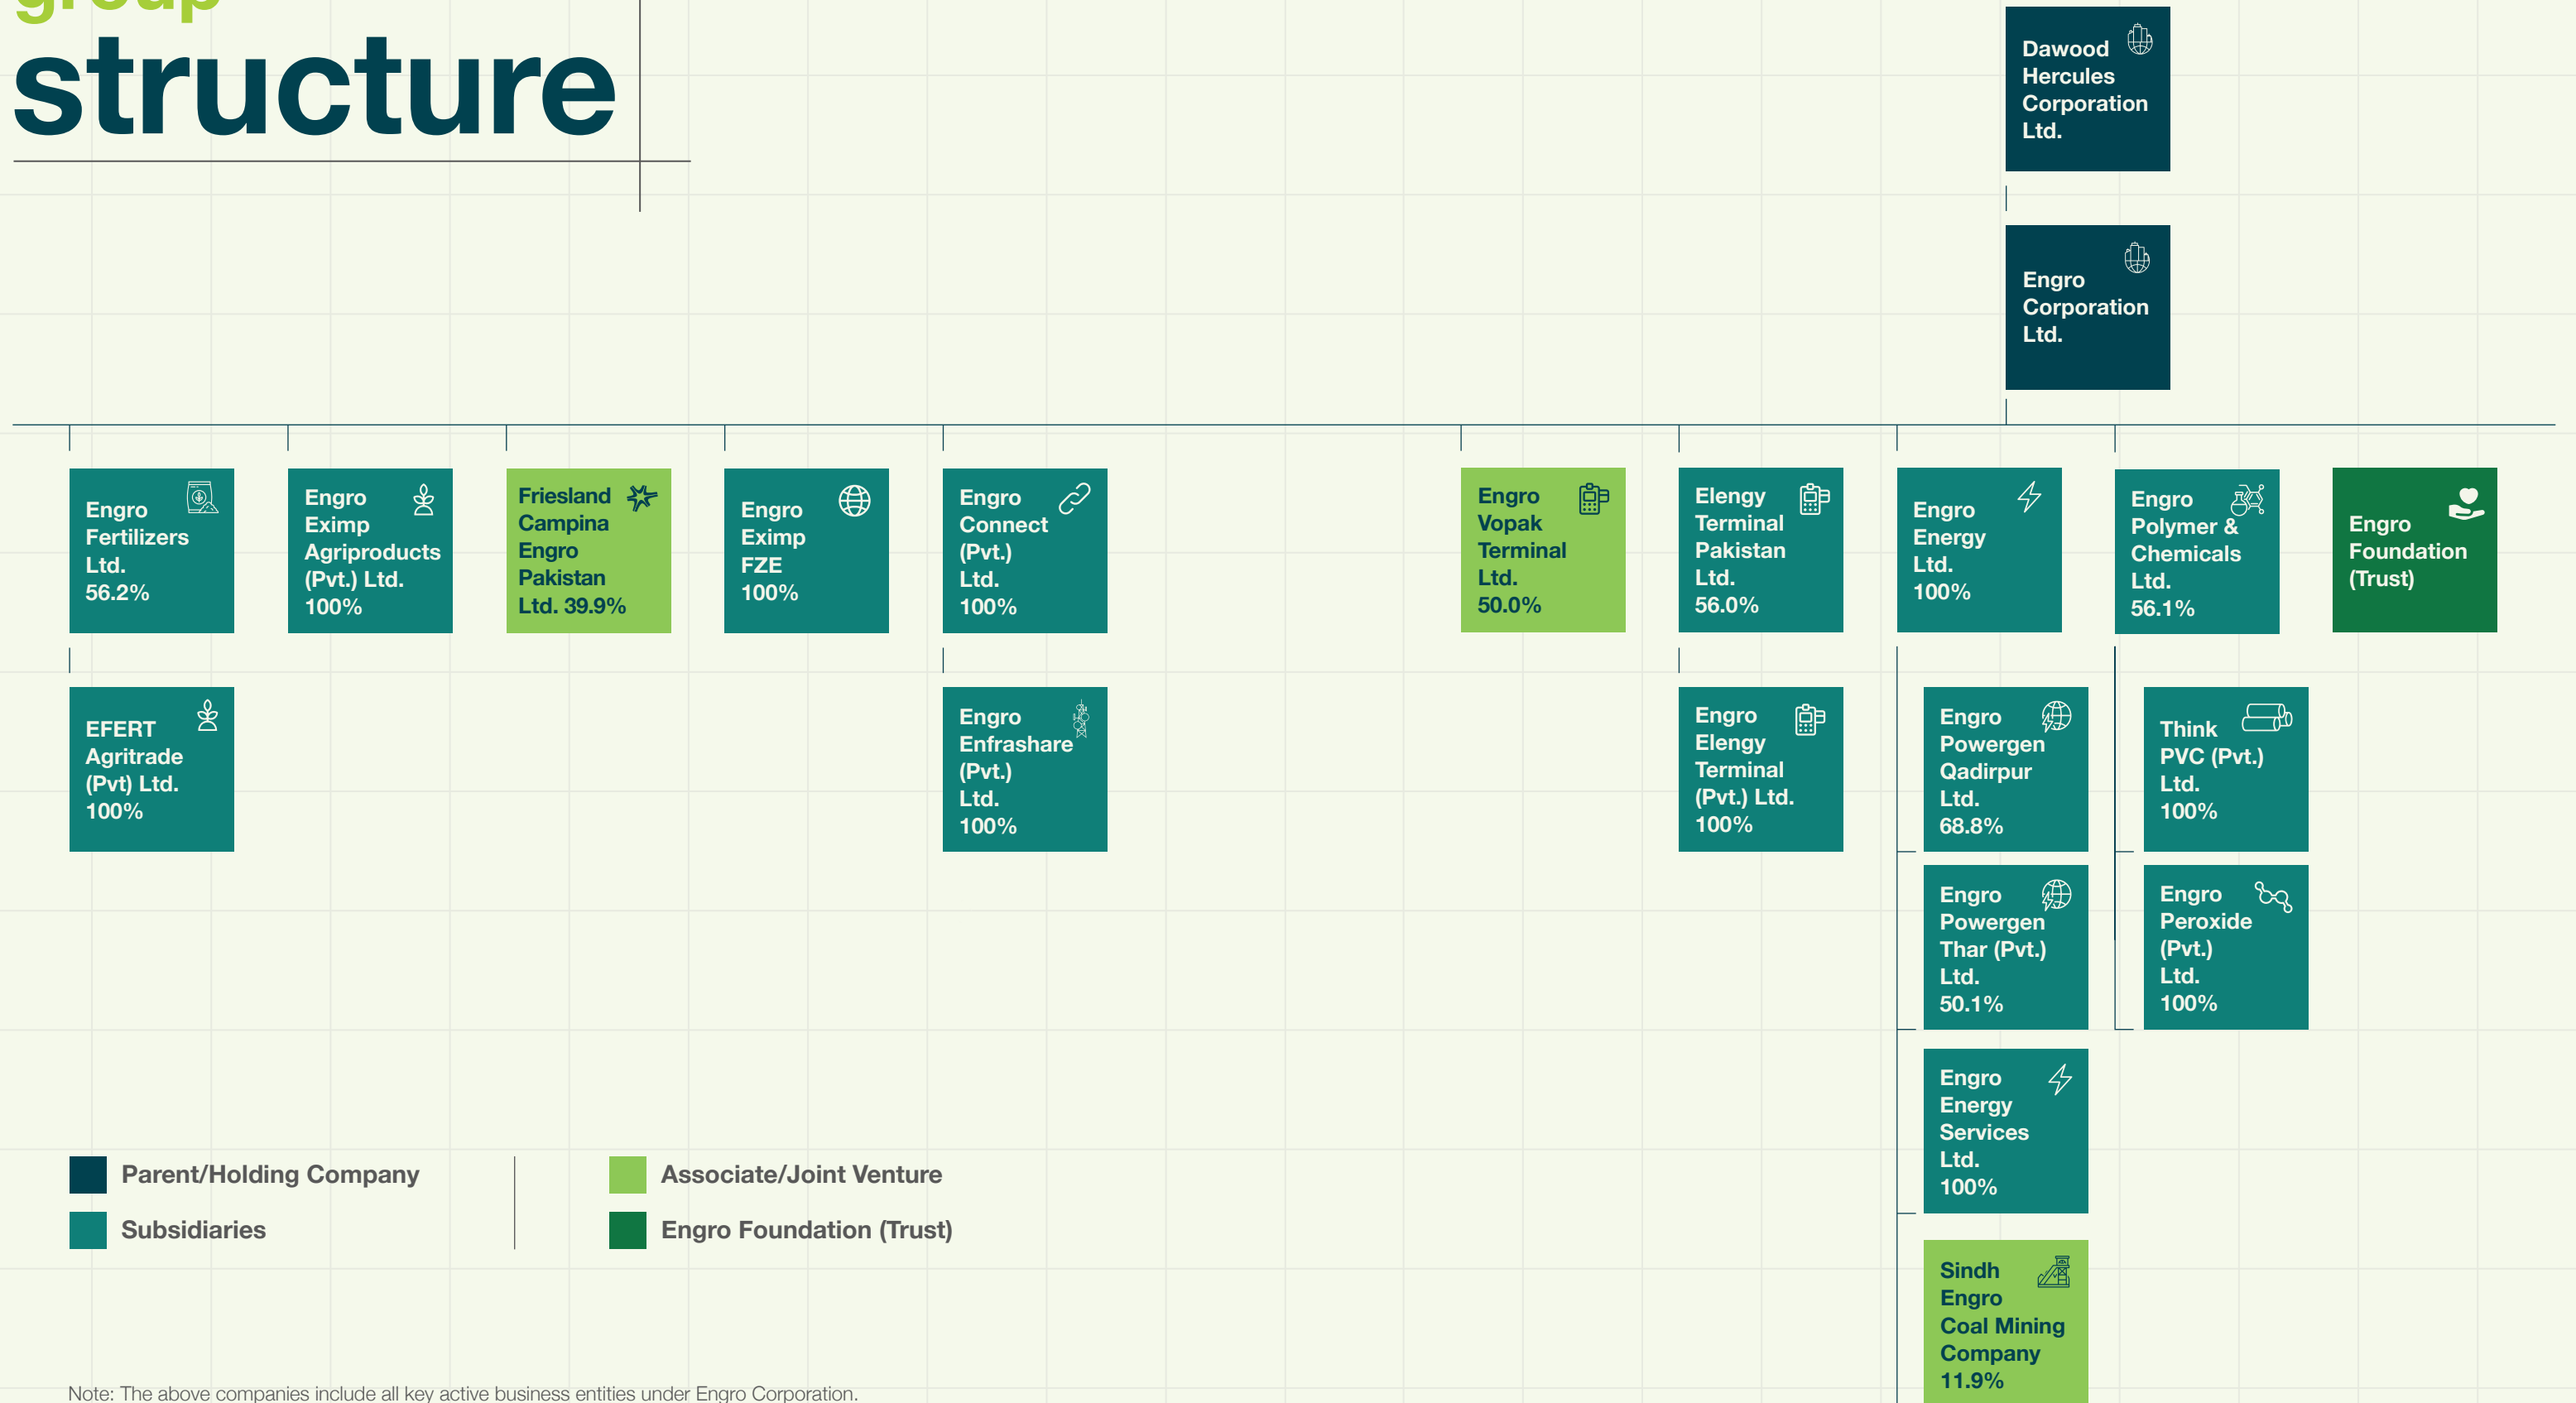 group
structure
Dawood
Hercules
Corporation
Ltd.
Engro
Corporation
Ltd.
Engro
Fertilizers
Ltd.
56.2%
Engro
Eximp
Agriproducts
(Pvt.) Ltd.
100%
Friesland
Campina
Engro
Pakistan
Ltd. 39.9%
Engro
Eximp
FZE
100%
Engro
Connect
(Pvt.)
Ltd.
100%
Engro
Vopak
Terminal
Ltd.
50.0%
Elengy
Terminal
Pakistan
Ltd.
56.0%
Engro
Energy
Ltd.
100%
Engro
Polymer &
Chemicals
Ltd.
56.1%
Engro
Foundation
(Trust)
EFERT
Agritrade
(Pvt) Ltd.
100%
Engro
Enfrashare
(Pvt.)
Ltd.
100%
Engro
Elengy
Terminal
(Pvt.) Ltd.
100%
Engro
Powergen
Qadirpur
Ltd.
68.8%
Think
PVC (Pvt.)
Ltd.
100%
Engro
Powergen
Thar (Pvt.)
Ltd.
50.1%
Engro
Peroxide
(Pvt.)
Ltd.
100%
Engro
Energy
Services
Ltd.
100%
Sindh
Engro
Coal Mining
Company
11.9%
Parent/Holding Company
Subsidiaries
Associate/Joint Venture
Engro Foundation (Trust)
Note: The above companies include all key active business entities under Engro Corporation.